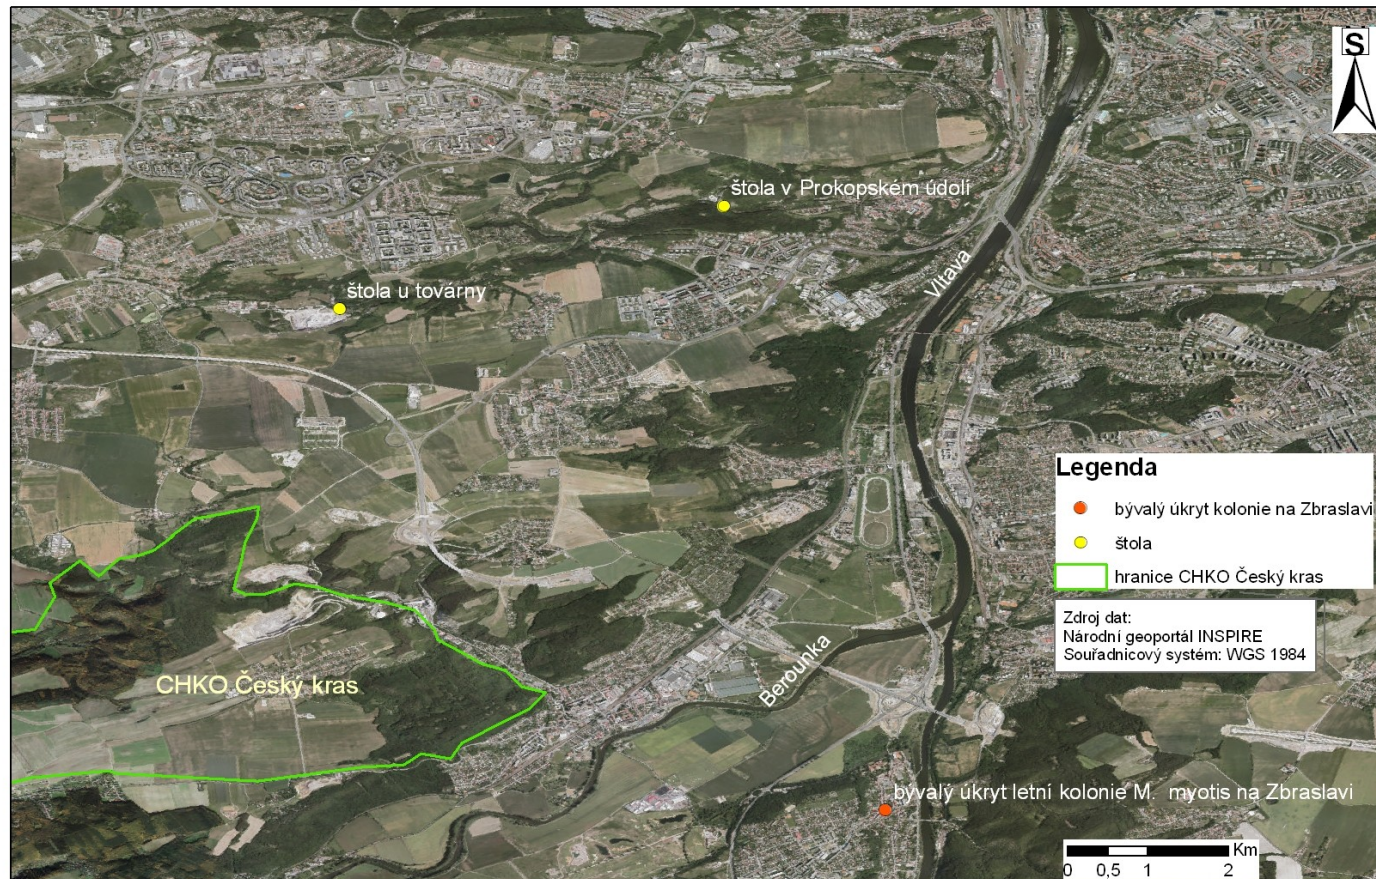 S
štola v Prokopském údolí
Vltava
štola u továrny
Legenda
bývalý úkryt kolonie na Zbraslavi
štola
hranice CHKO Český kras
Zdroj dat:
Národní geoportál INSPIRE
Souřadnicový systém: WGS 1984
Berounka
CHKO Český kras
bývalý úkryt letní kolonie M. myotis na Zbraslavi
Km
0 0,5 1 2